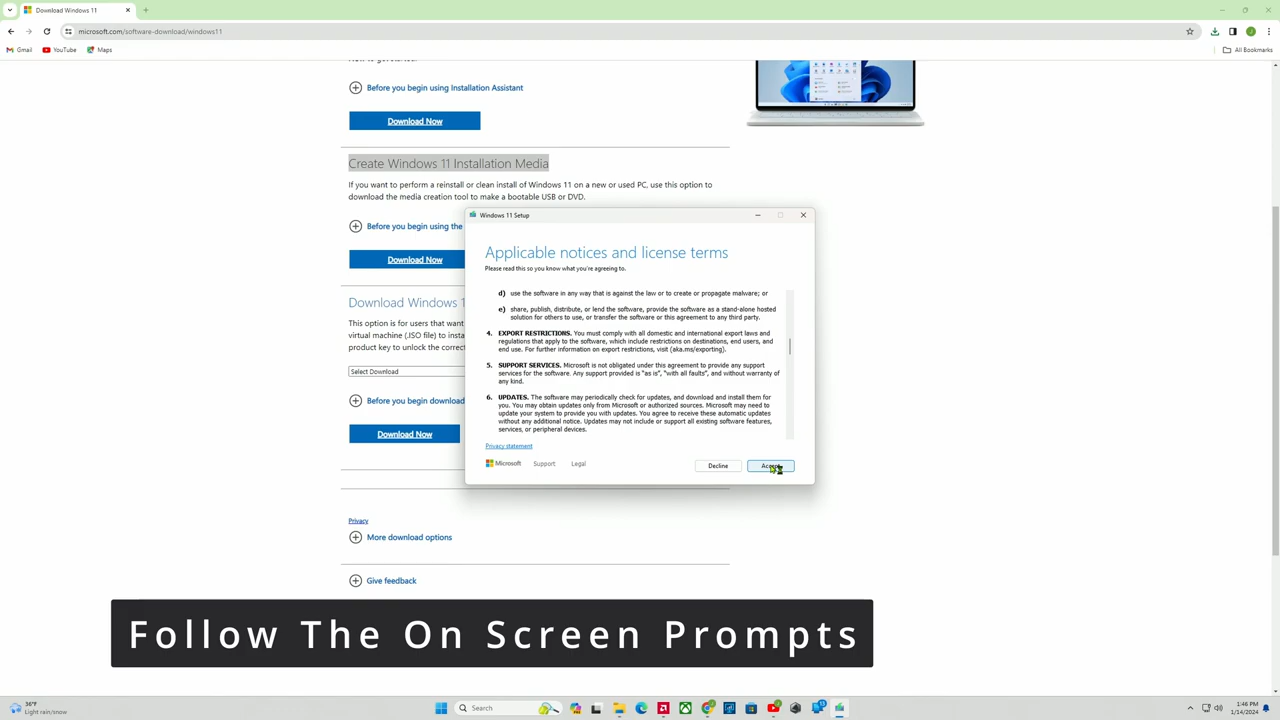 Download Windows 11
microsoft.com/software-download/windows11
Gmail
YouTube
Maps
All Bookmarks
Before you begin using Installation Assistant
Download Now
Create Windows 11 Installation Media
If you want to perform a reinstall or clean install of Windows 11 on a new or used PC, use this option to
download the media creation tool to make a bootable USB or DVD.
Before you begin using the
Download Now
Download Windows 1
This option is for users that want
virtual machine (.ISO file) to insta
product key to unlock the correc
Select Download
Before you begin download
Download Now
Privacy
More download options
Give feedback
Windows 11 Setup
Applicable notices and license terms
Please read this so you know what you're agreeing to.
d) use the software in any way that is against the law or to create or propagate malware; or
e) share, publish, distribute, or lend the software, provide the software as a stand-alone hosted
solution for others to use, or transfer the software or this agreement to any third party.
4. EXPORT RESTRICTIONS. You must comply with all domestic and international export laws and
regulations that apply to the software, which include restrictions on destinations, end users, and
end use. For further information on export restrictions, visit (aka.ms/exporting).
5. SUPPORT SERVICES. Microsoft is not obligated under this agreement to provide any support
services for the software. Any support provided is "as is", "with all faults", and without warranty of
any kind.
6. UPDATES. The software may periodically check for updates, and download and install them for
you. You may obtain updates only from Microsoft or authorized sources. Microsoft may need to
update your system to provide you with updates. You agree to receive these automatic updates
without any additional notice. Updates may not include or support all existing software features,
services, or peripheral devices.
Privacy statement
Microsoft
Support
Legal
Decline
Accept
Follow The On Screen Prompts
36°F
Light rain/snow
Search
1:46 PM
1/14/2024